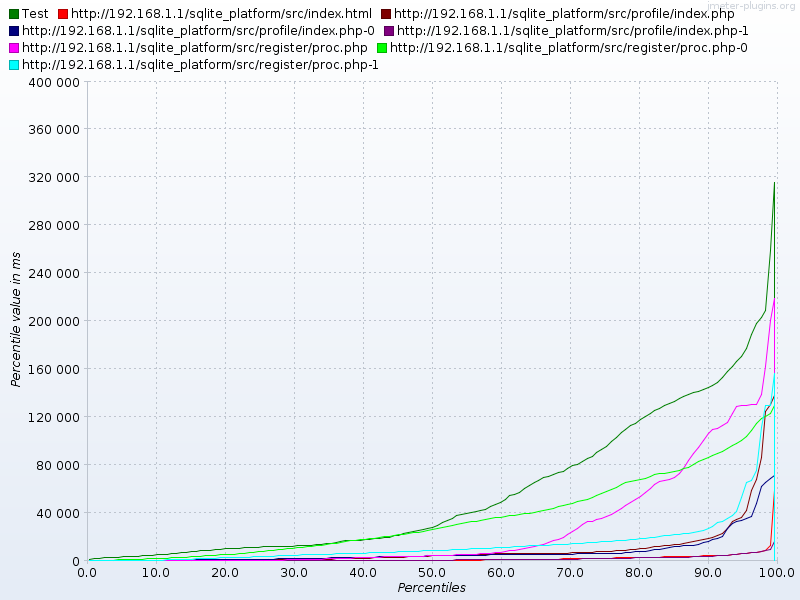 jmeter-plugins.org
Test http://192.168.1.1/sqlite_platform/src/index.html http://192.168.1.1/sqlite_platform/src/profile/index.php
http://192.168.1.1/sqlite_platform/src/profile/index.php-0 http://192.168.1.1/sqlite_platform/src/profile/index.php-1
http://192.168.1.1/sqlite_platform/src/register/proc.php http://192.168.1.1/sqlite_platform/src/register/proc.php-0
http://192.168.1.1/sqlite_platform/src/register/proc.php-1
400 000
360 000
320 000
280 000
240 000
200 000
160 000
120 000
80 000
40 000
0
Percentile value in ms
0.0 10.0 20.0 30.0 40.0 50.0 60.0 70.0 80.0 90.0 100.0
Percentiles